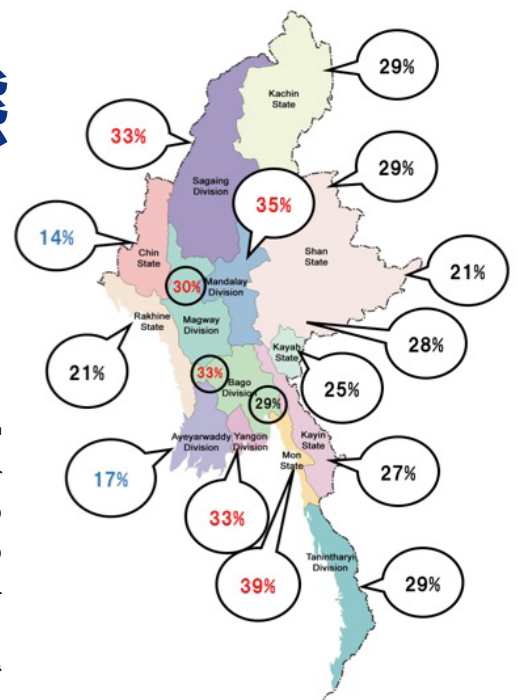 29%
Kachin
State
33%
29%
Sagaing
Division
35%
14%
Chin
State
Shan
State
21%
30%
Mandalay
Division
Rakhine
State
Magway
Division
28%
Kayah
State
21%
33%
Bago
Division
25%
29%
Ayeyarwaddy
Division
Yangon
Division
Kayin
State
Mon
State
17%
27%
33%
39%
Tanintharyi
Division
29%